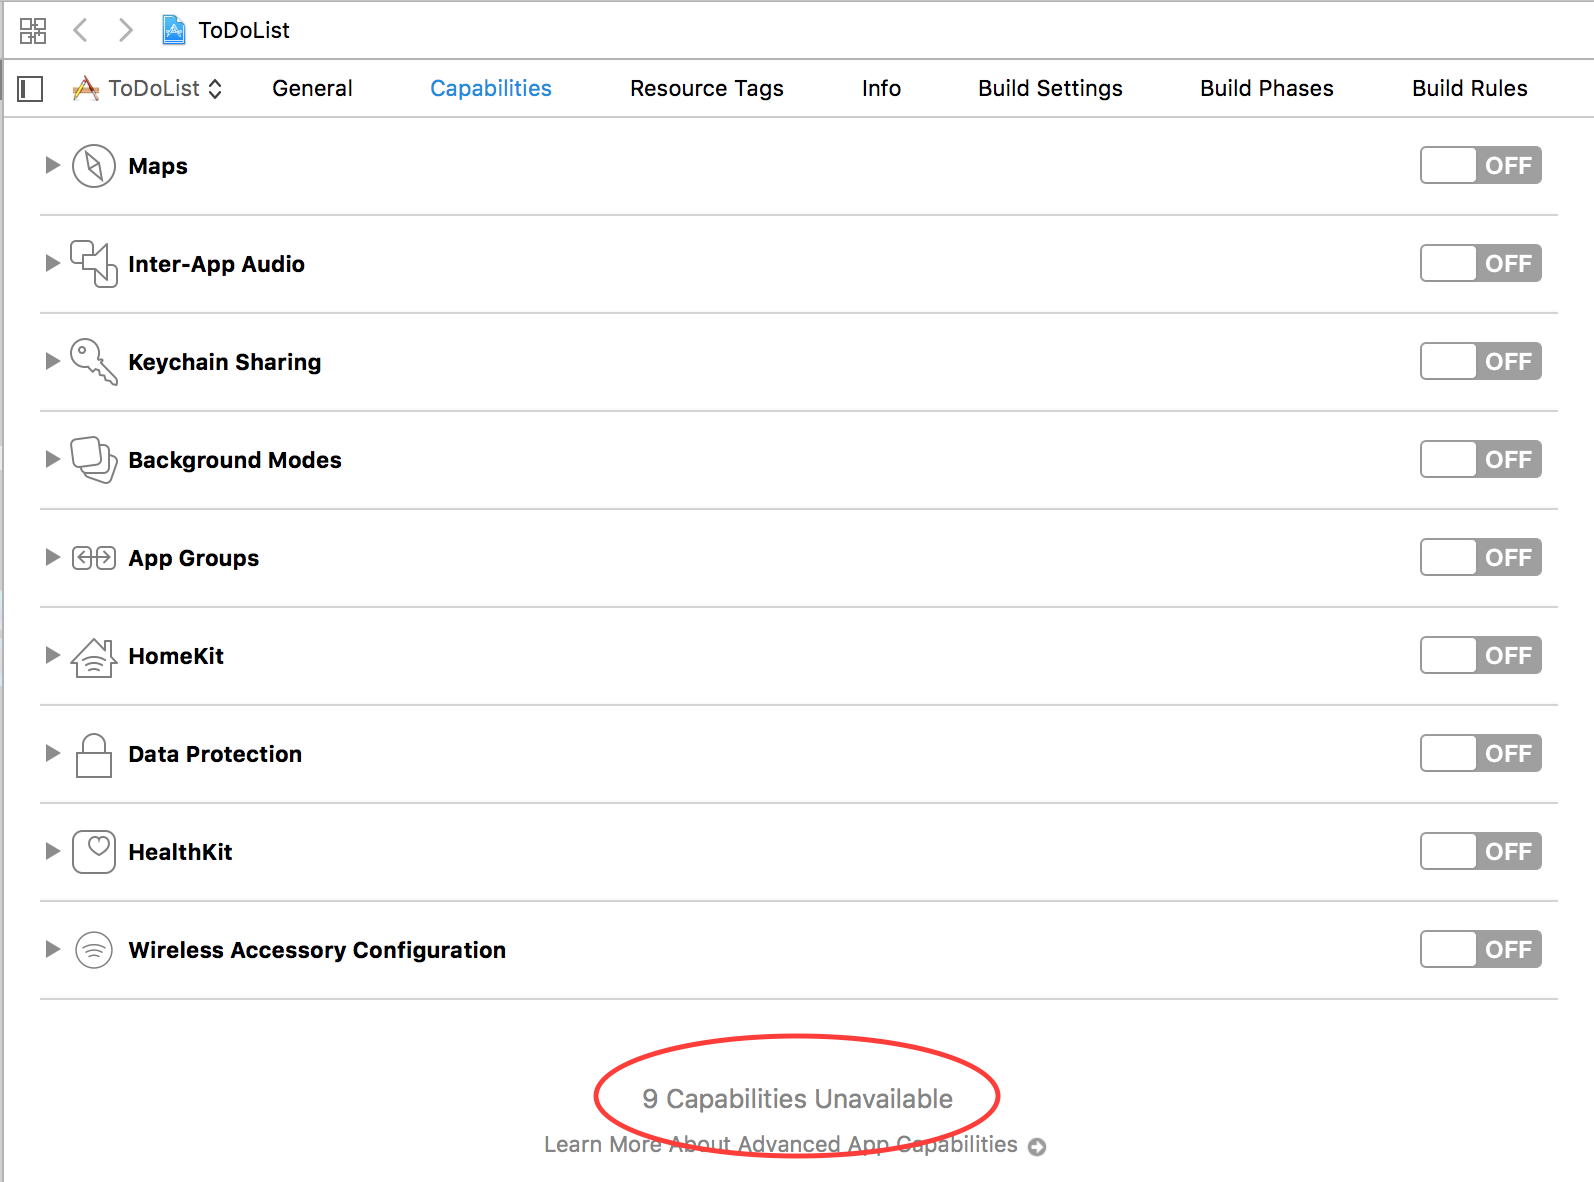 ToDoList
ToDoList General Capabilities Resource Tags Info Build Settings Build Phases Build Rules
Maps OFF
Inter-App Audio OFF
Keychain Sharing OFF
Background Modes OFF
App Groups OFF
HomeKit OFF
Data Protection OFF
HealthKit OFF
Wireless Accessory Configuration OFF
9 Capabilities Unavailable
Learn More About Advanced App Capabilities